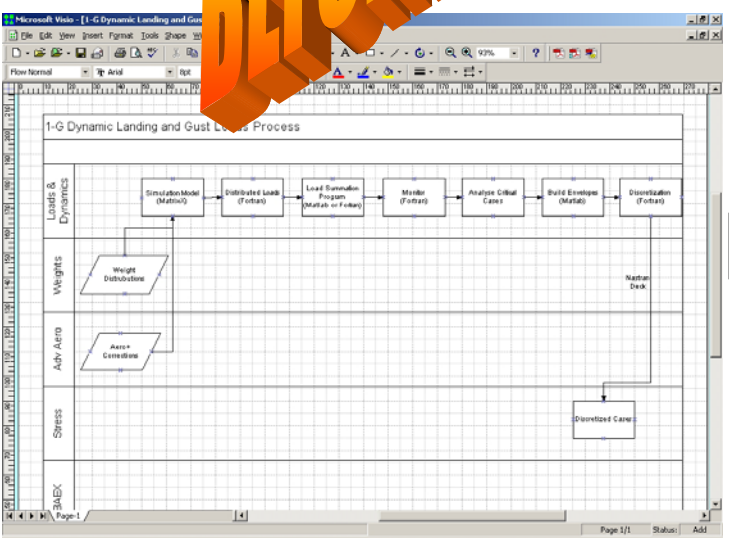 Microsoft Visio - [1-G Dynamic Landing and Gust
File Edit View Insert Format Tools Shape
93%
Flow Normal Arial 8pt
1-G Dynamic Landing and Gust Loads Process
Loads & Dynamics
Simulation Model
(MatrixX)
Distributed Loads
(Fortran)
Load Summation
Program
(Matlab or Fortran)
Monitor
(Fortran)
Analyse Critical
Cases
Build Envelopes
(Matlab)
Discretization
(Fortran)
Weights
Weight
Distrubutions
Nastran
Deck
Adv Aero
Aero+
Corrections
Stress
Discretized Cases
BAEX
Page-1
Page 1/1 Status: Add